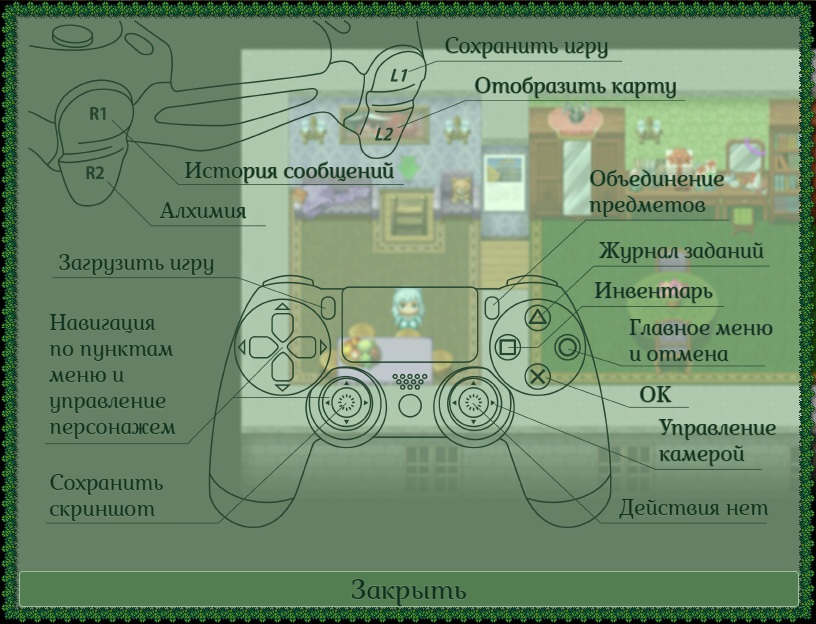 L1
Сохранить игру
L2
Отобразить карту
R1
История сообщений
R2
Алхимия
Объединение
предметов
Загрузить игру
Журнал заданий
Инвентарь
Навигация
по пунктам
меню и
управление
персонажем
Главное меню
и отмена
ОК
Управление
камерой
Сохранить
скриншот
Действия нет
Закрыть